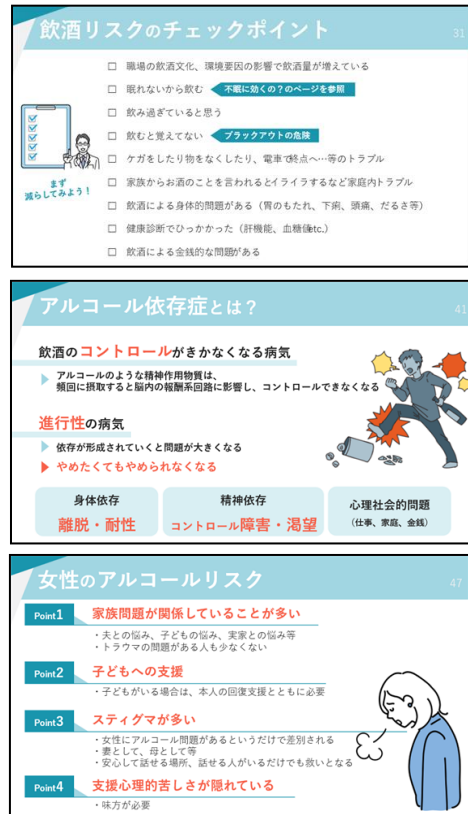 飲酒リスクのチェックポイント
31
□ 職場の飲酒文化、環境要因の影響で飲酒量が増えている
□ 眠れないから飲む 不眠に効くの?のページを参照
□ 飲み過ぎていると思う
□ 飲むと覚えてない ブラックアウトの危険
□ ケガをしたり物をなくしたり、電車で終点へ…等のトラブル
□ 家族からお酒のことを言われるとイライラするなど家庭内トラブル
□ 飲酒による身体的問題がある(胃のもたれ、下痢、頭痛、だるさ等)
□ 健康診断でひっかかった(肝機能、血糖値etc.)
□ 飲酒による金銭的な問題がある
まず
減らしてみよう!
アルコール依存症とは?
41
飲酒のコントロールがきかなくなる病気
アルコールのような精神作用物質は、
頻回に摂取すると脳内の報酬系回路に影響し、コントロールできなくなる
進行性の病気
依存が形成されていくと問題が大きくなる
やめたくてもやめられなくなる
身体依存
離脱・耐性
精神依存
コントロール障害・渇望
心理社会的問題
(仕事、家庭、金銭)
女性のアルコールリスク
47
Point1 家族問題が関係していることが多い
・夫との悩み、子どもの悩み、実家との悩み等
・トラウマの問題がある人も少なくない
Point2 子どもへの支援
・子どもがいる場合は、本人の回復支援とともに必要
Point3 スティグマが多い
・女性にアルコール問題があるというだけで差別される
・妻として、母として等
・安心して話せる場所、話せる人がいるだけでも救いとなる
Point4 支援心理的苦しさが隠れている
・味方が必要